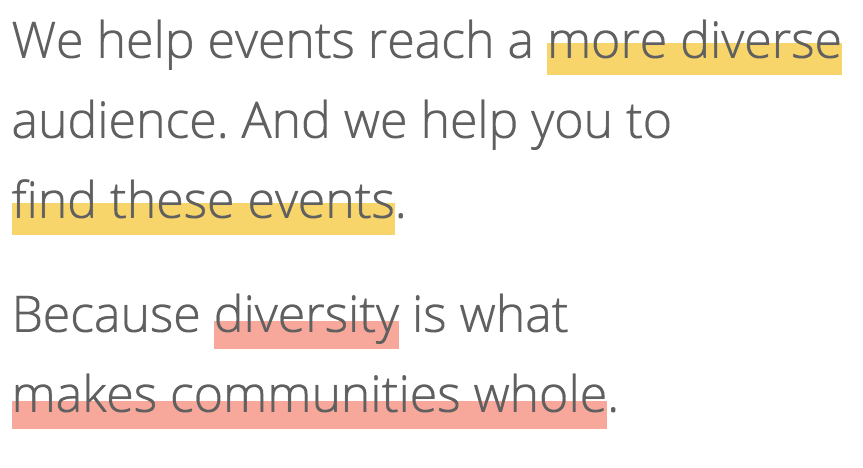 We help events reach a more diverse
audience. And we help you to
find these events.
Because diversity is what
makes communities whole.